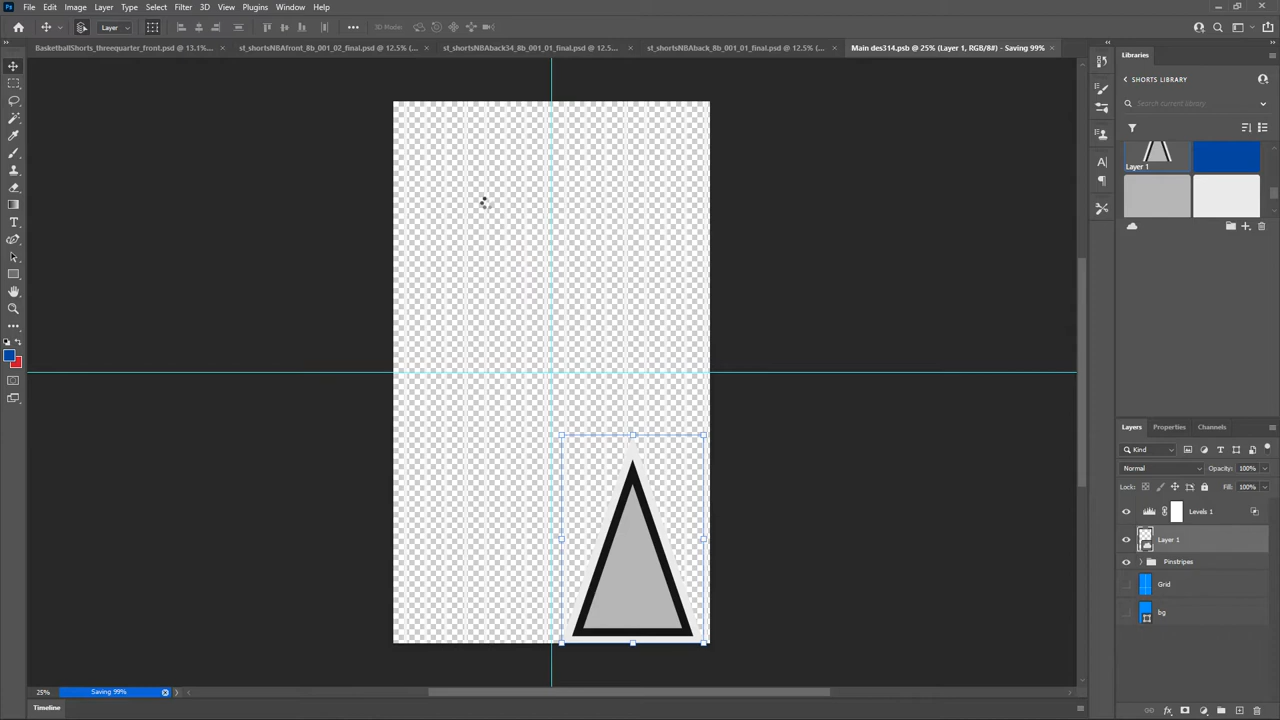 Ps File Edit Image Layer Type Select Filter 3D View Plugins Window Help
Layer 3D Mode:
BasketballShorts_threequarter_front.psd @ 13.1%... × st_shortsNBAfront_8b_001_02_final.psd @ 12.5% (... × st_shortsNBAback34_8b_001_01_final.psd @ 12.5... × st_shortsNBAback_8b_001_01_final.psd @ 12.5% (... × Main des314.psb @ 25% (Layer 1, RGB/8#) - Saving 99% ×
Libraries
SHORTS LIBRARY
Search current library
Layer 1
Layers Properties Channels
Kind
Normal Opacity: 100%
Lock: Fill: 100%
Levels 1
Layer 1
Pinstripes
Grid
bg
25% Saving 99%
Timeline